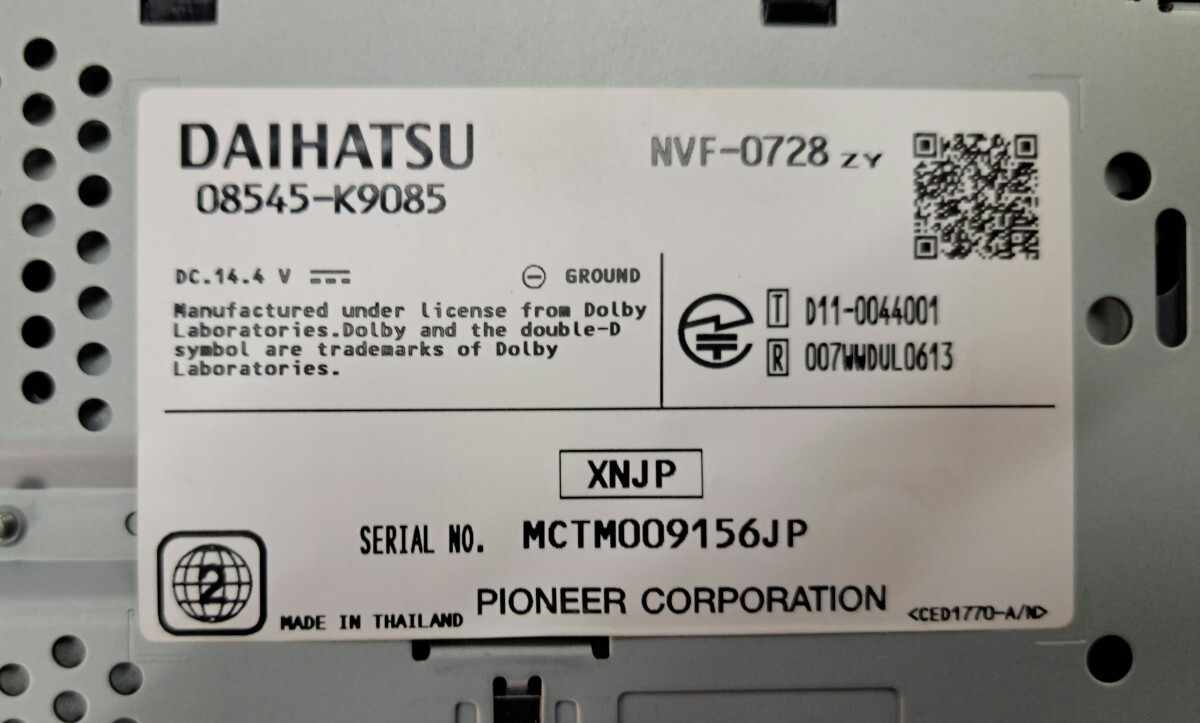 DAIHATSU
08545-K9085
NVF-0728 ZY
DC.14.4 V
GROUND
Manufactured under license from Dolby
Laboratories.Dolby and the double-D
symbol are trademarks of Dolby
Laboratories.
T D11-0044001
R 007WWDUL0613
XNJP
SERIAL NO. MCTM009156JP
2
MADE IN THAILAND
PIONEER CORPORATION
<CED1770-A/N>